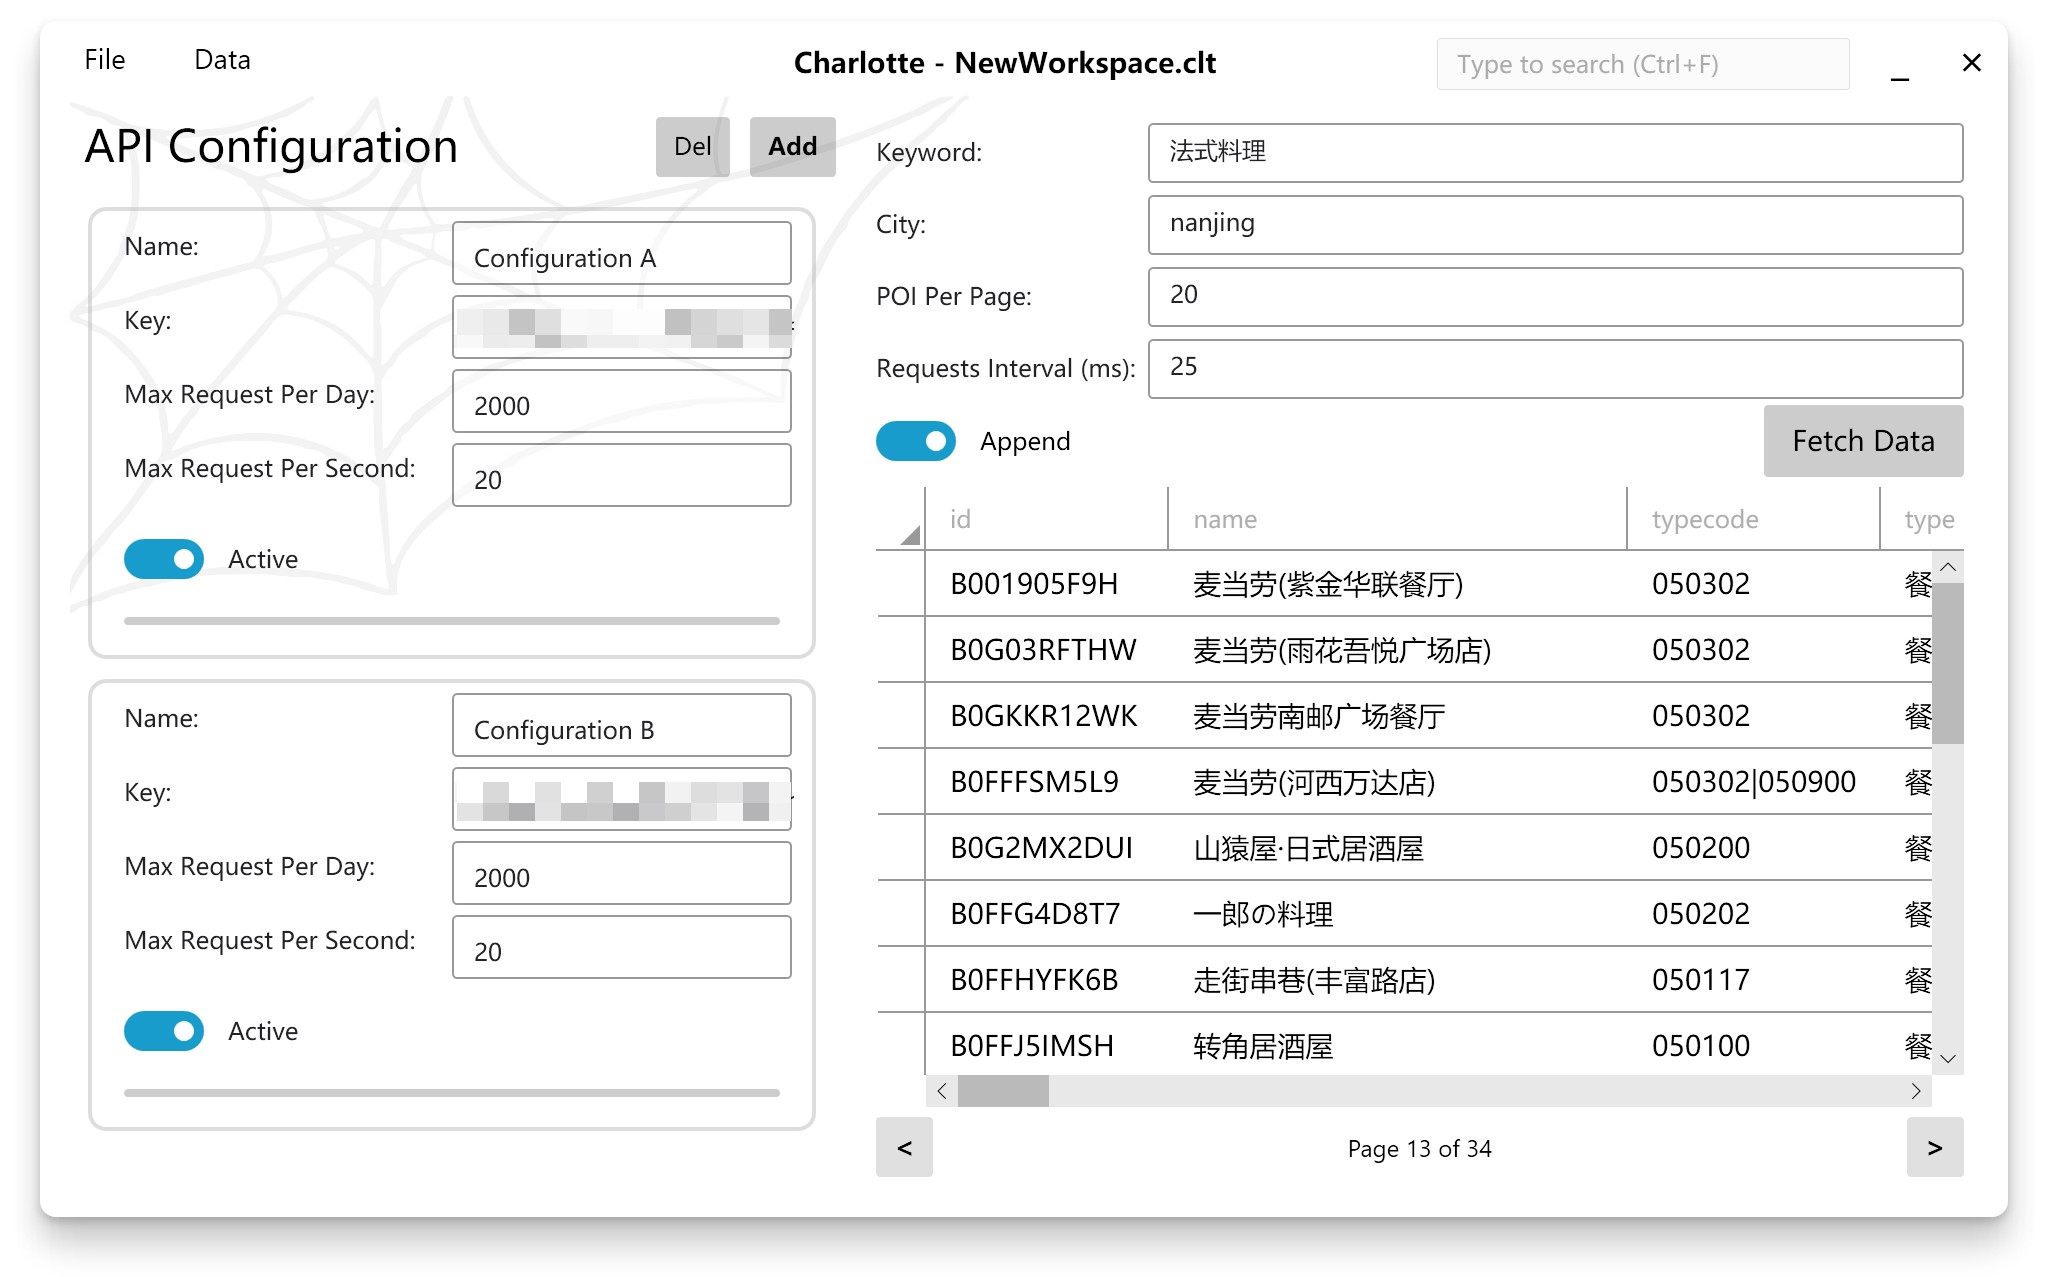 File Data Charlotte - NewWorkspace.clt Type to search (Ctrl+F)
API Configuration Del Add
Name: Configuration A
Key:
Max Request Per Day: 2000
Max Request Per Second: 20
Active
Name: Configuration B
Key:
Max Request Per Day: 2000
Max Request Per Second: 20
Active
Keyword: 法式料理
City: nanjing
POI Per Page: 20
Requests Interval (ms): 25
Append Fetch Data
id name typecode type
B001905F9H 麦当劳(紫金华联餐厅) 050302 餐
B0G03RFTHW 麦当劳(雨花吾悦广场店) 050302 餐
B0GKKR12WK 麦当劳南邮广场餐厅 050302 餐
B0FFFSM5L9 麦当劳(河西万达店) 050302|050900 餐
B0G2MX2DUI 山猿屋·日式居酒屋 050200 餐
B0FFG4D8T7 一郎の料理 050202 餐
B0FFHYFK6B 走街串巷(丰富路店) 050117 餐
B0FFJ5IMSH 转角居酒屋 050100 餐
< Page 13 of 34 >